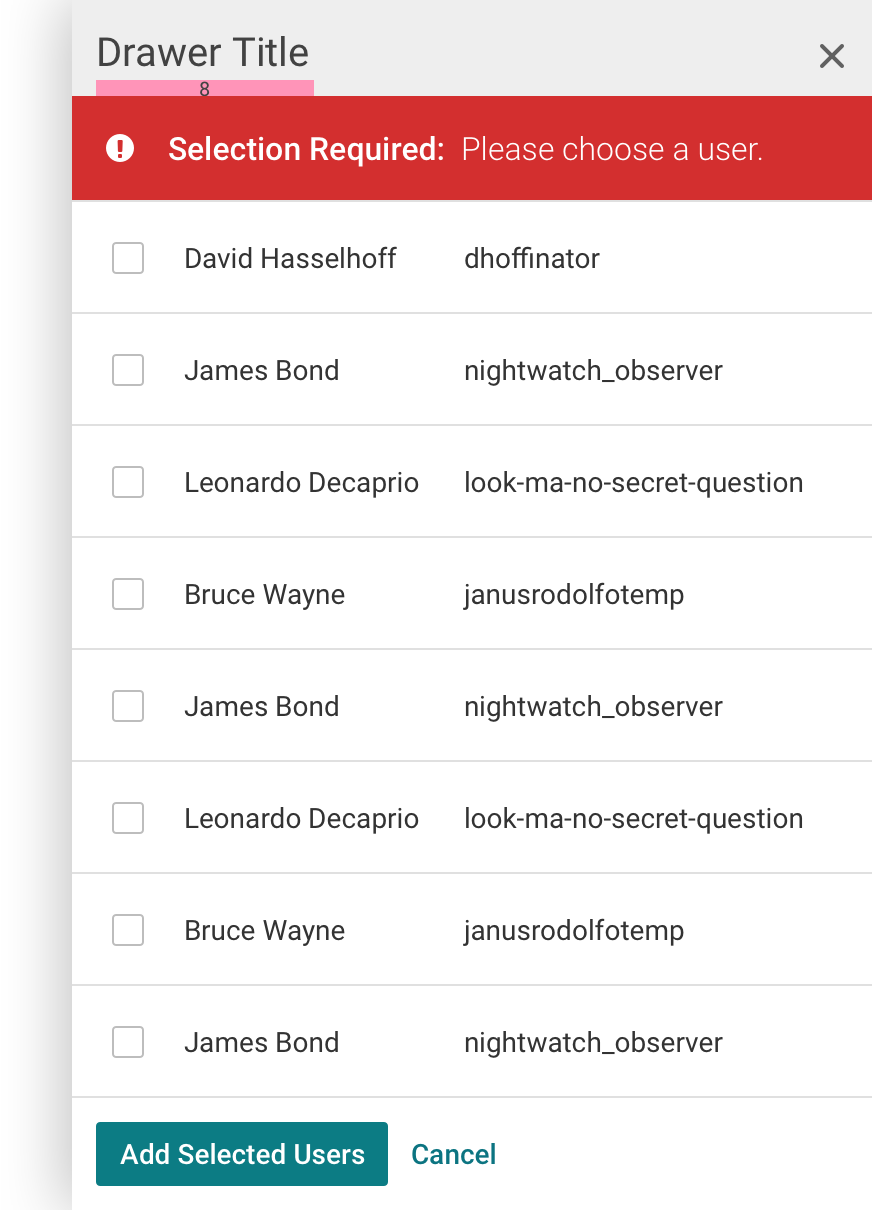 Drawer Title
8
Selection Required: Please choose a user.
David Hasselhoff dhoffinator
James Bond nightwatch_observer
Leonardo Decaprio look-ma-no-secret-question
Bruce Wayne janusrodolfotemp
James Bond nightwatch_observer
Leonardo Decaprio look-ma-no-secret-question
Bruce Wayne janusrodolfotemp
James Bond nightwatch_observer
Add Selected Users Cancel